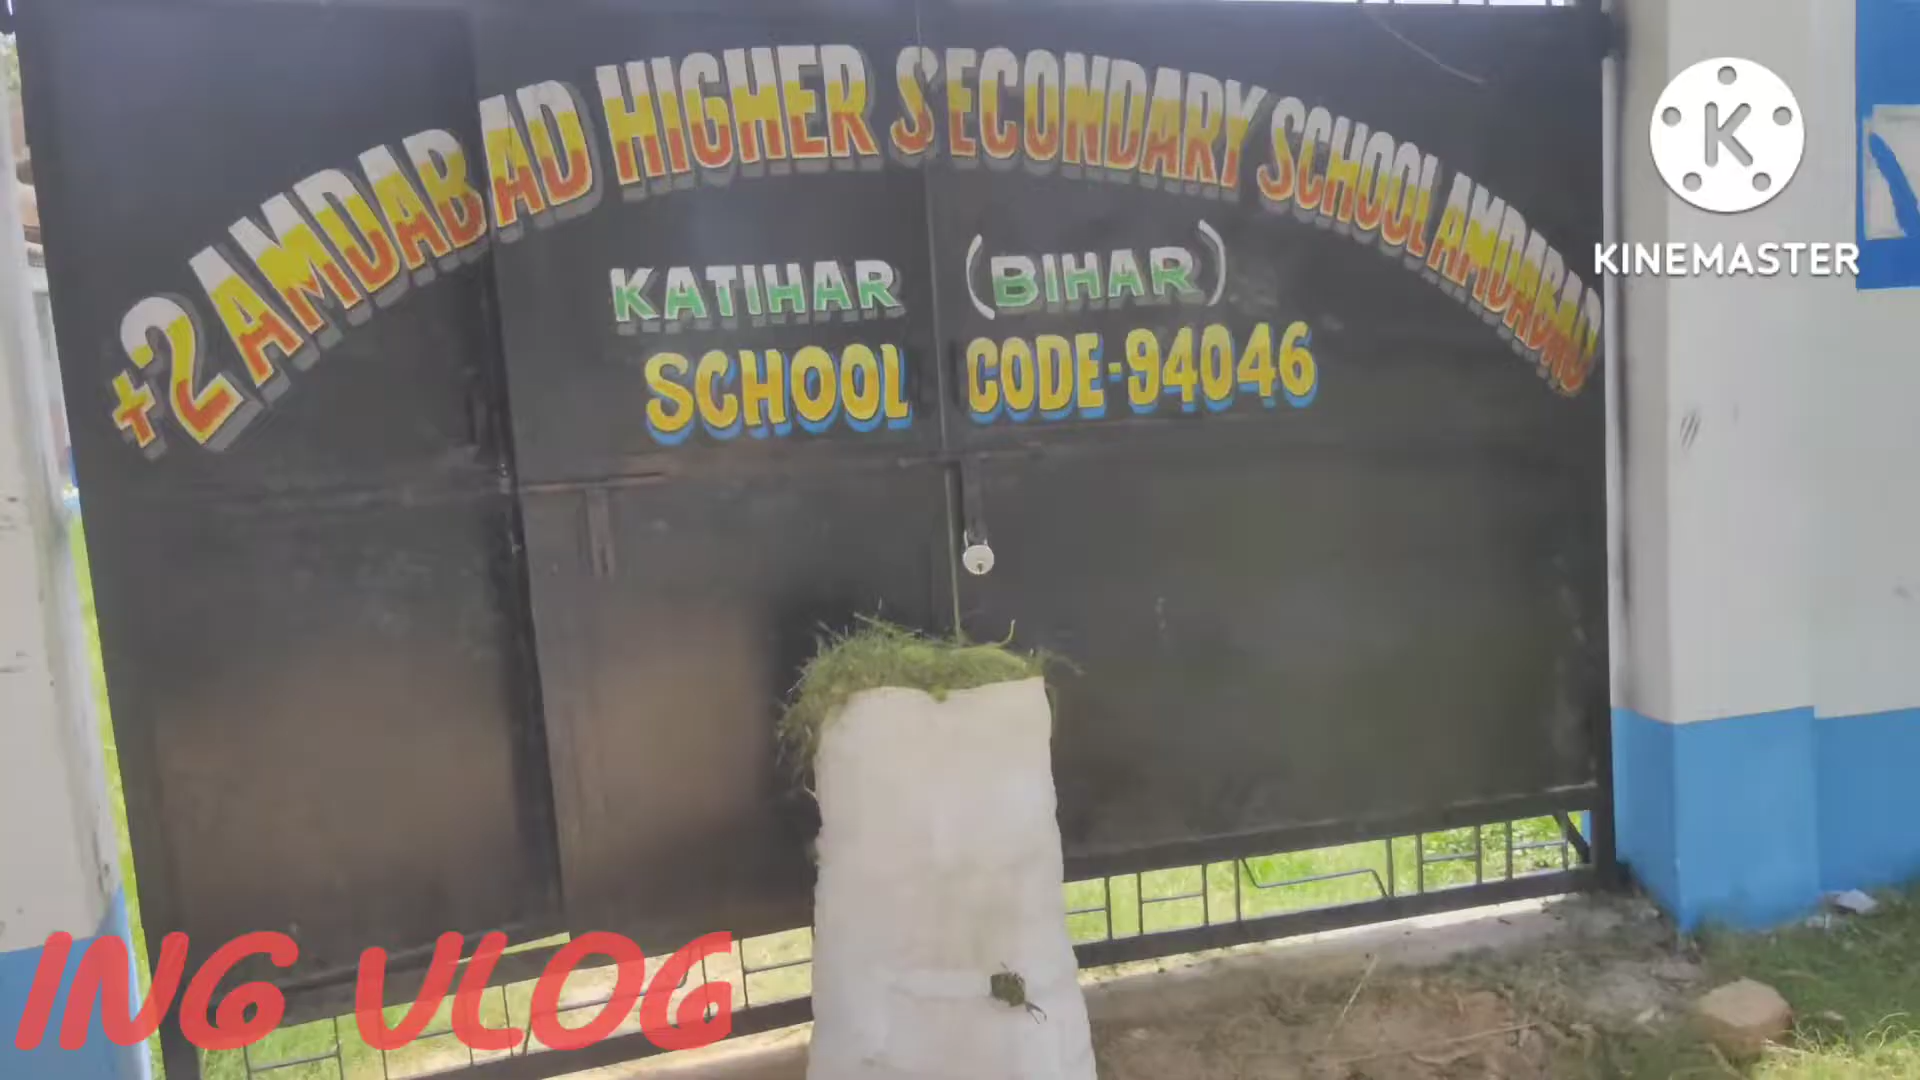 +2 AMDABAD HIGHER SECONDARY SCHOOL AMDABAD
KATIHAR (BIHAR)
SCHOOL CODE-94046
K
KINEMASTER
ING VLOG